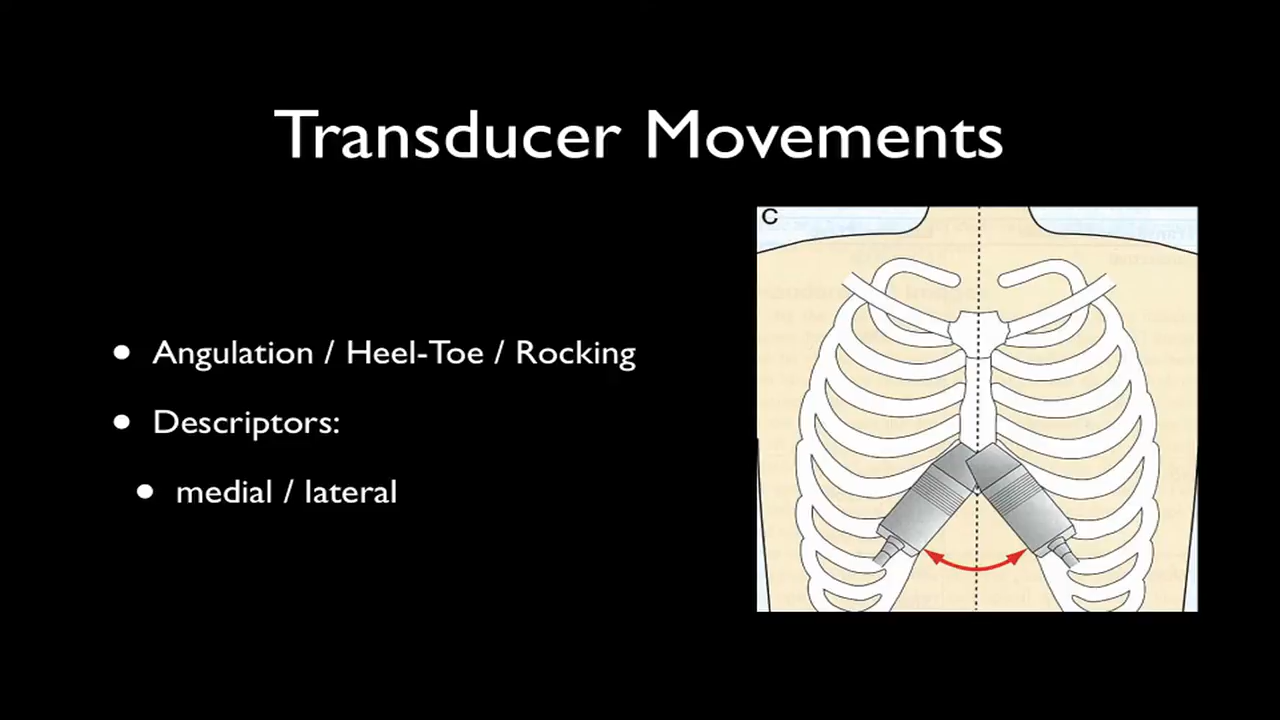 Transducer Movements
C
• Angulation / Heel-Toe / Rocking
• Descriptors:
• medial / lateral